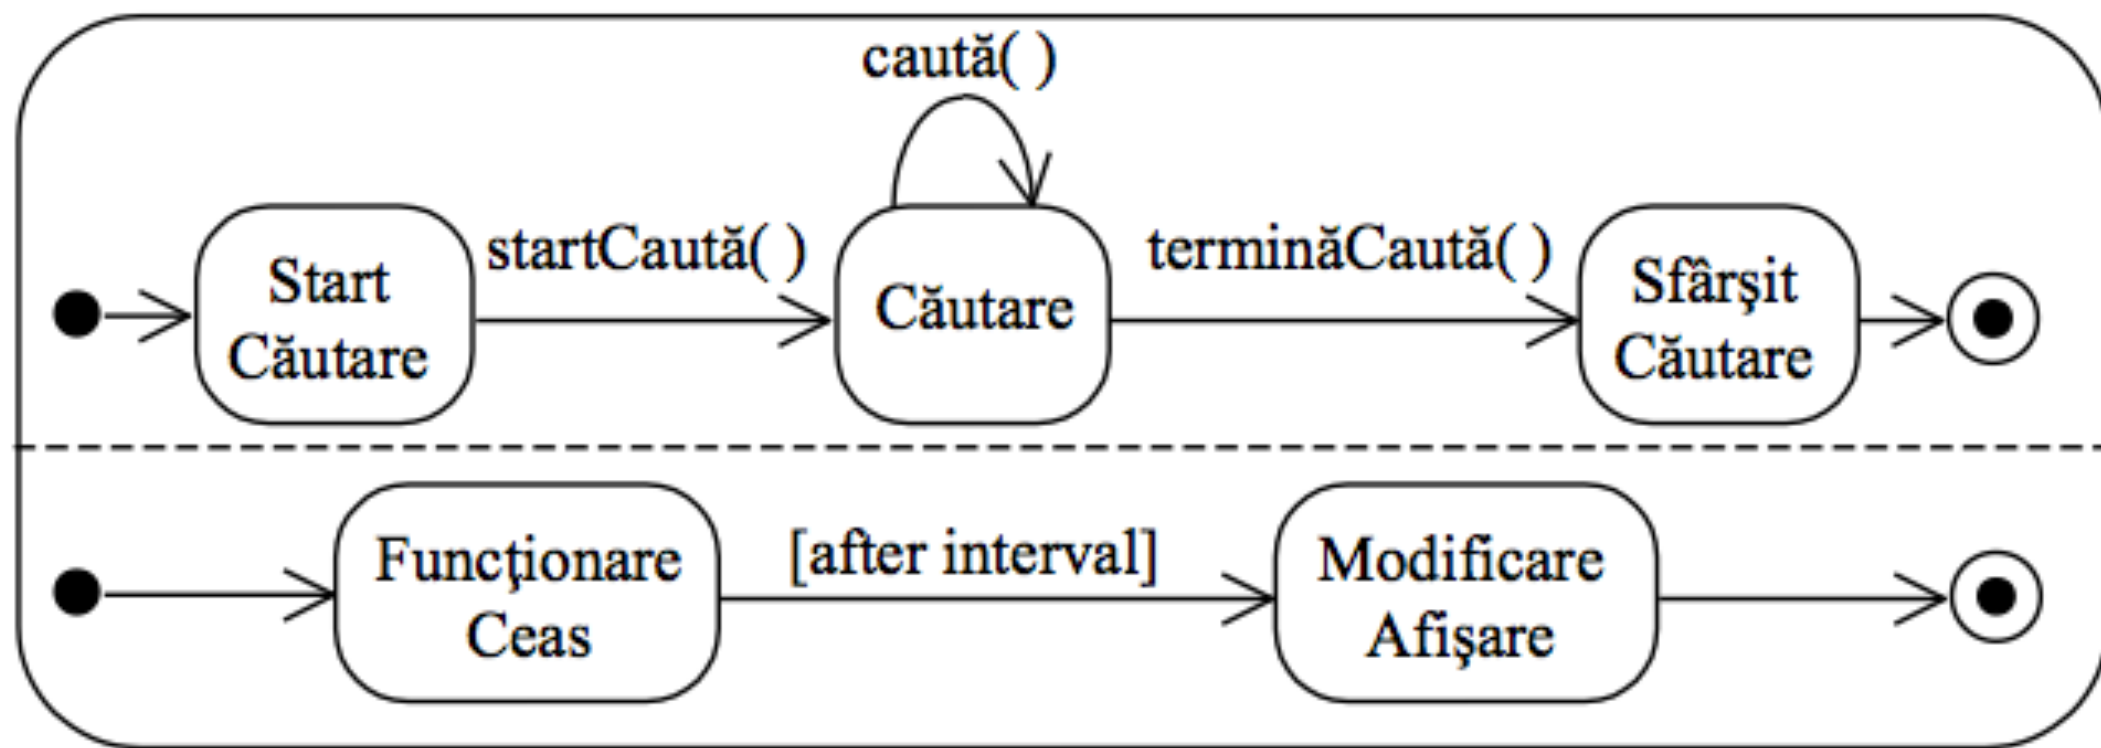 caută( )
Start
Căutare
startCaută( )
Căutare
terminăCaută( )
Sfârşit
Căutare
Funcţionare
Ceas
[after interval]
Modificare
Afişare